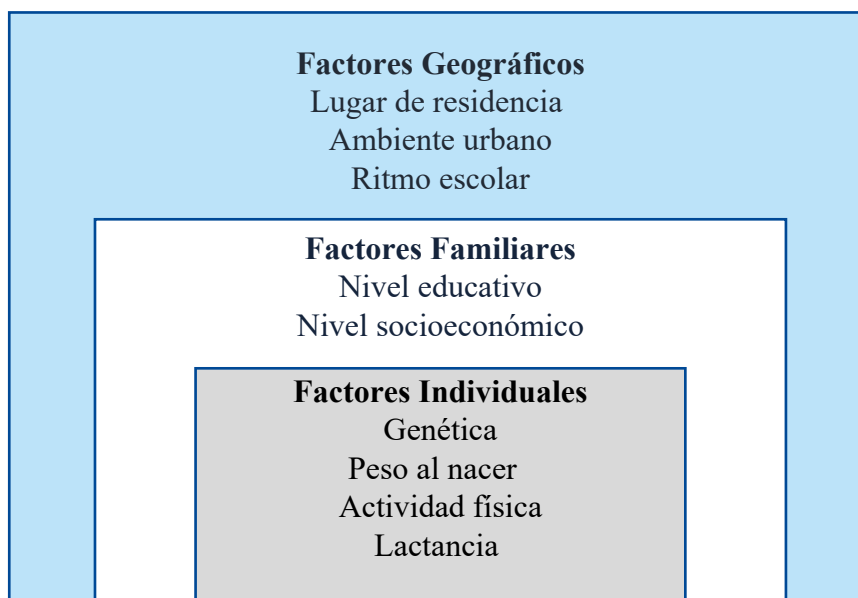 Factores Geográficos
Lugar de residencia
Ambiente urbano
Ritmo escolar
Factores Familiares
Nivel educativo
Nivel socioeconómico
Factores Individuales
Genética
Peso al nacer
Actividad física
Lactancia